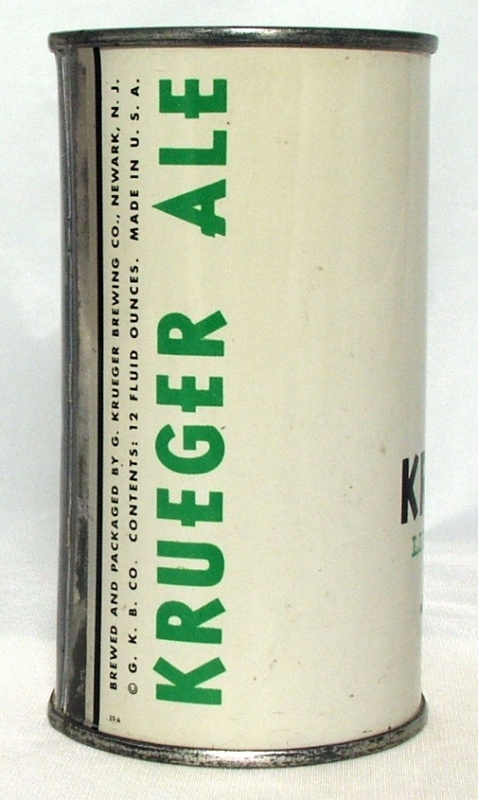 BREWED AND PACKAGED BY G. KRUEGER BREWING CO., NEWARK, N. J.
© G. K. B. CO. CONTENTS: 12 FLUID OUNCES. MADE IN U. S. A.
KRUEGER ALE